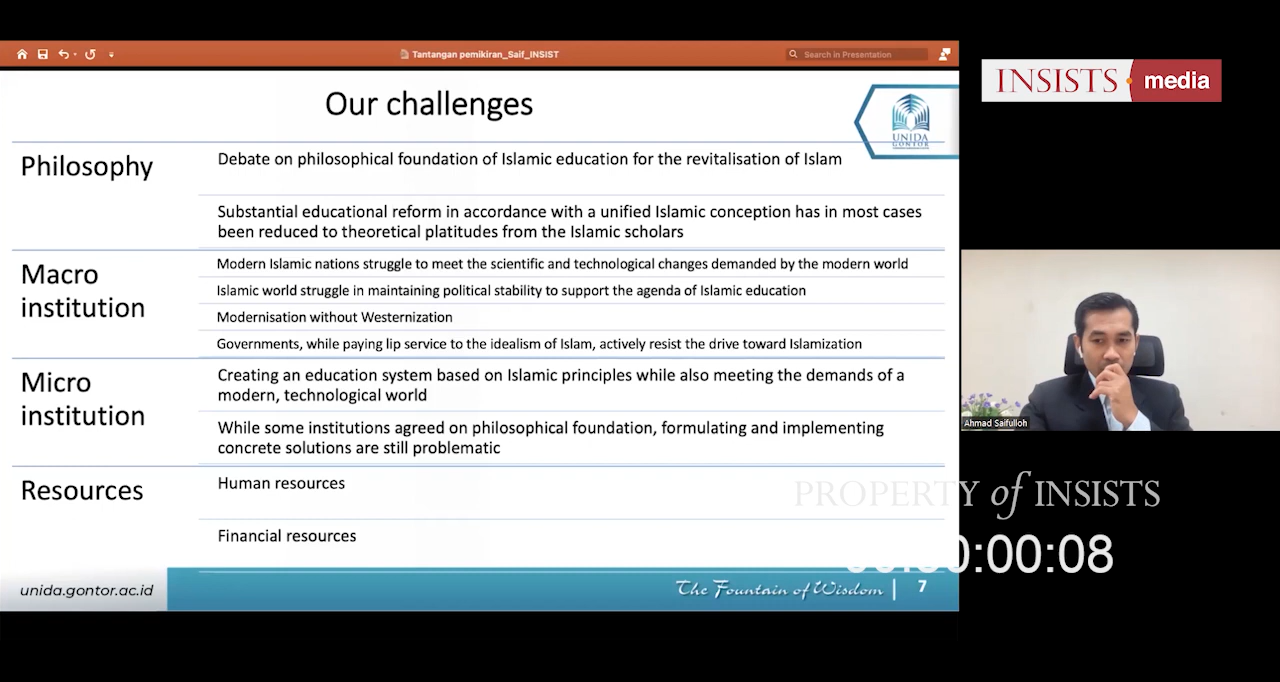 Tantangan pemikiran_Saif_INSIST
Search in Presentation
INSISTS media
Our challenges
UNIDA
GONTOR
Philosophy
Debate on philosophical foundation of Islamic education for the revitalisation of Islam
Substantial educational reform in accordance with a unified Islamic conception has in most cases
been reduced to theoretical platitudes from the Islamic scholars
Macro
institution
Modern Islamic nations struggle to meet the scientific and technological changes demanded by the modern world
Islamic world struggle in maintaining political stability to support the agenda of Islamic education
Modernisation without Westernization
Governments, while paying lip service to the idealism of Islam, actively resist the drive toward Islamization
Micro
institution
Creating an education system based on Islamic principles while also meeting the demands of a
modern, technological world
While some institutions agreed on philosophical foundation, formulating and implementing
concrete solutions are still problematic
Resources
Human resources
Financial resources
Ahmad Saifulloh
PROPERTY of INSISTS
00:00:00:08
unida.gontor.ac.id
The Fountain of Wisdom | 7